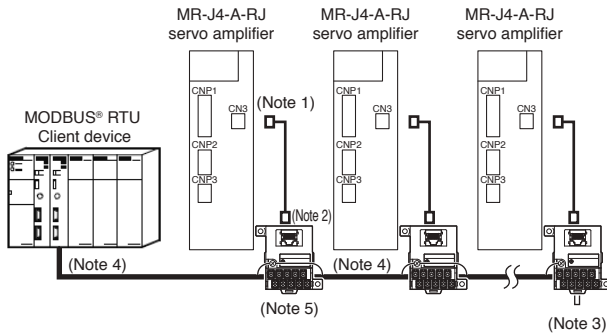 MR-J4-A-RJ
servo amplifier
MR-J4-A-RJ
servo amplifier
MR-J4-A-RJ
servo amplifier
MODBUS® RTU
Client device
CNP1
CN3
CNP2
CNP3
(Note 1)
CNP1
CN3
CNP2
CNP3
CNP1
CN3
CNP2
CNP3
(Note 2)
(Note 4)
(Note 5)
(Note 4)
(Note 3)